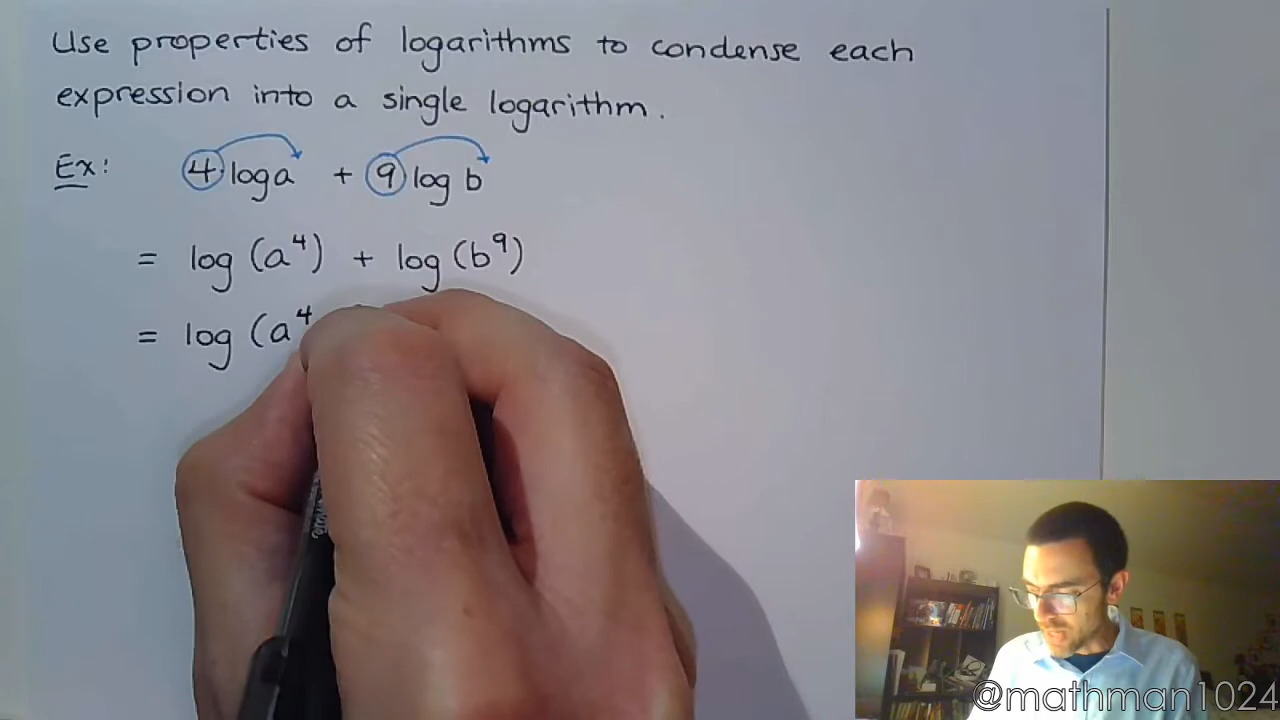 Use properties of logarithms to condense each
expression into a single logarithm.
Ex: 4·log a + 9 log b
= log (a⁴) + log (b⁹)
= log (a⁴
@mathman1024